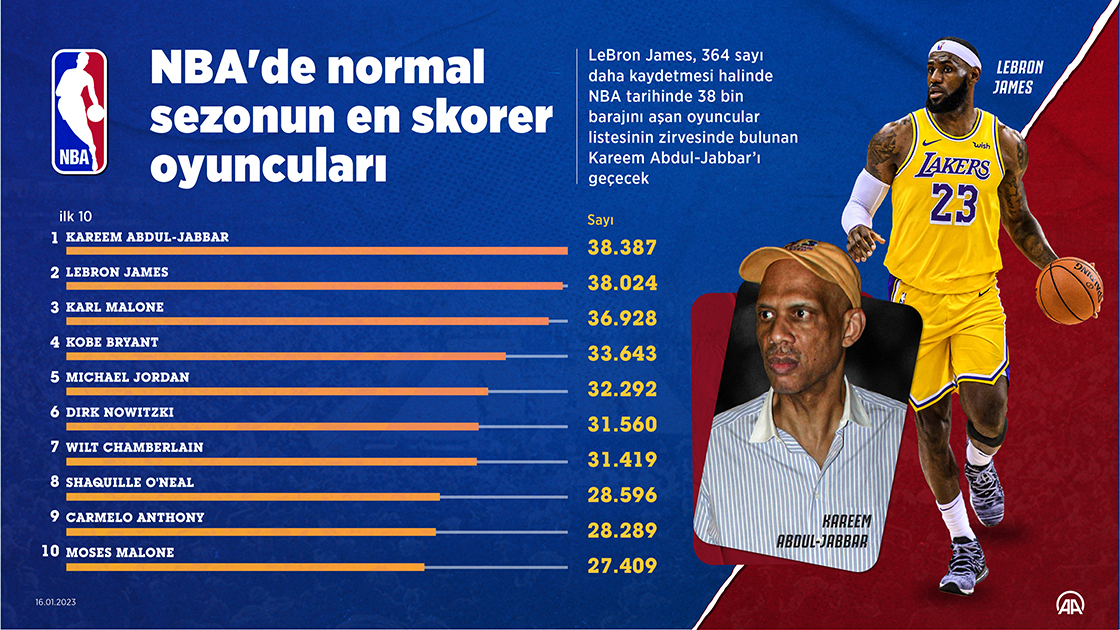 NBA
NBA'de normal
sezonun en skorer
oyuncuları
LeBron James, 364 sayı
daha kaydetmesi halinde
NBA tarihinde 38 bin
barajını aşan oyuncular
listesinin zirvesinde bulunan
Kareem Abdul-Jabbar'ı
geçecek
LEBRON
JAMES
wish
LAKERS
23
SPALDING
ilk 10
Sayı
1 KAREEM ABDUL-JABBAR 38.387
2 LEBRON JAMES 38.024
3 KARL MALONE 36.928
4 KOBE BRYANT 33.643
5 MICHAEL JORDAN 32.292
6 DIRK NOWITZKI 31.560
7 WILT CHAMBERLAIN 31.419
8 SHAQUILLE O'NEAL 28.596
9 CARMELO ANTHONY 28.289
10 MOSES MALONE 27.409
KAREEM
ABDUL-JABBAR
16.01.2023
AA